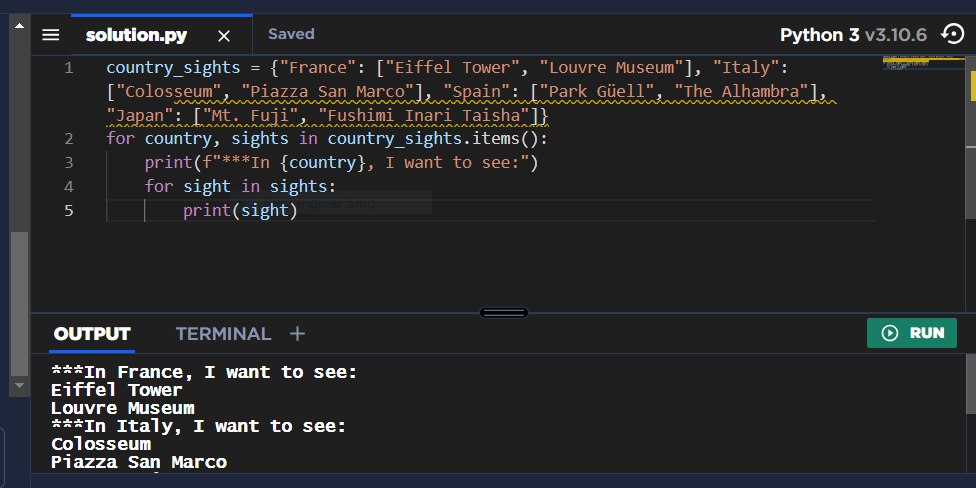 solution.py × Saved Python 3 v3.10.6
1 country_sights = {"France": ["Eiffel Tower", "Louvre Museum"], "Italy":
["Colosseum", "Piazza San Marco"], "Spain": ["Park Güell", "The Alhambra"],
"Japan": ["Mt. Fuji", "Fushimi Inari Taisha"]}
2 for country, sights in country_sights.items():
3 print(f"***In {country}, I want to see:")
4 for sight in sights:
5 print(sight)
OUTPUT TERMINAL + RUN
***In France, I want to see:
Eiffel Tower
Louvre Museum
***In Italy, I want to see:
Colosseum
Piazza San Marco